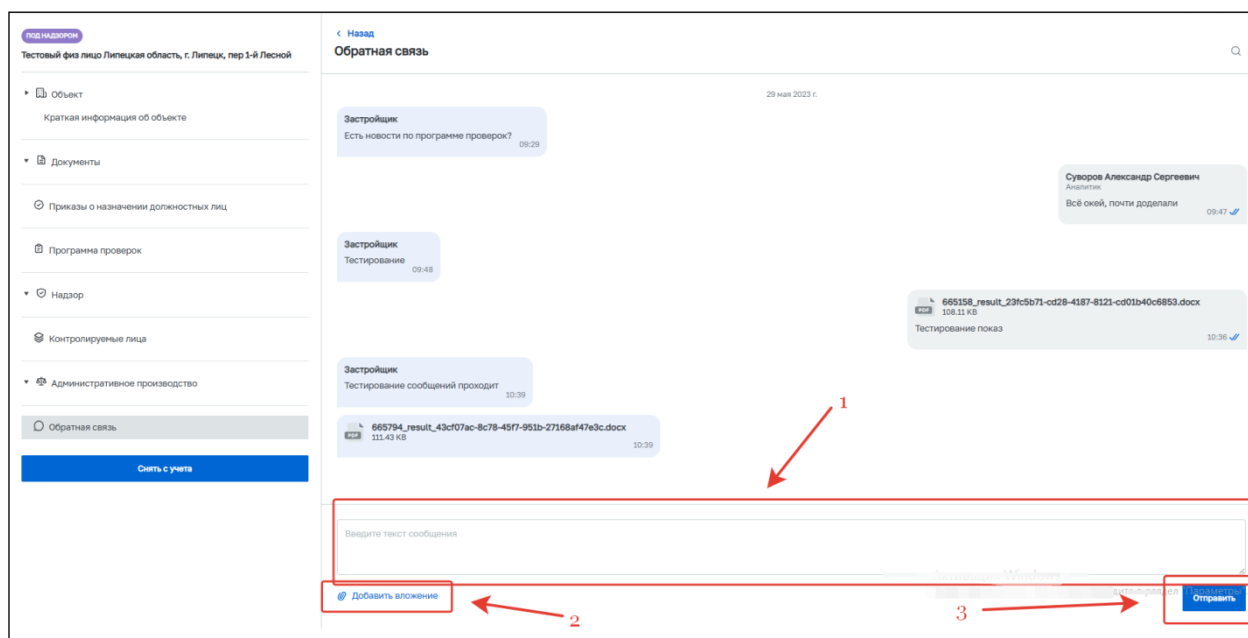 ПОД НАДЗОРОМ
Тестовый физ лицо Липецкая область, г. Липецк, пер 1-й Лесной
Объект
Краткая информация об объекте
Документы
Приказы о назначении должностных лиц
Программа проверок
Надзор
Контролируемые лица
Административное производство
Обратная связь
Снять с учета
Назад
Обратная связь
29 мая 2023 г.
Застройщик
Есть новости по программе проверок?
09:29
Суворов Александр Сергеевич
Аналитик
Всё окей, почти доделали
09:47
Застройщик
Тестирование
09:48
PDF
665158_result_23fc5b71-cd28-4187-8121-cd01b40c6853.docx
108.11 KB
Тестирование показ
10:36
Застройщик
Тестирование сообщений проходит
10:39
PDF
665794_result_43cf07ac-8c78-45f7-951b-27168af47e3c.docx
111.43 KB
10:39
1
Введите текст сообщения
Добавить вложение
2
3
Параметры
Отправить